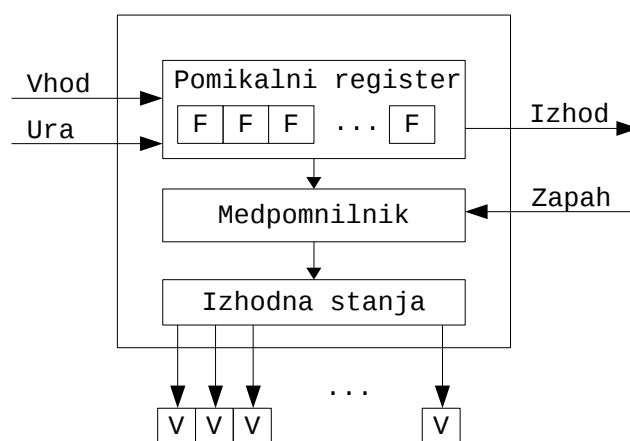 Pomikalni register
Vhod
F F F ... F
Izhod
Ura
Medpomnilnik
Zapah
Izhodna stanja
...
V V V V